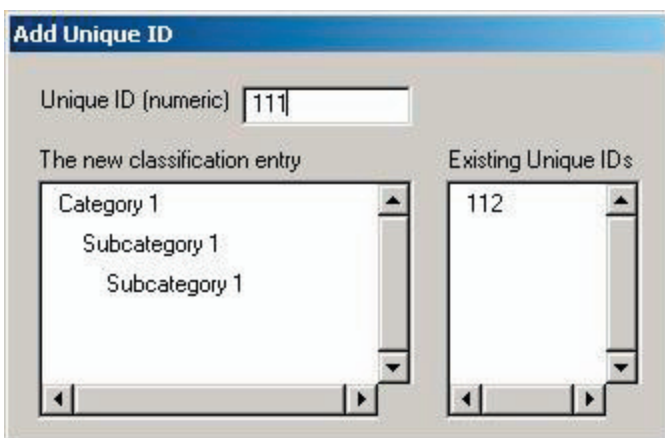 Add Unique ID
Unique ID (numeric) 111
The new classification entry
Existing Unique IDs
Category 1
112
Subcategory 1
Subcategory 1